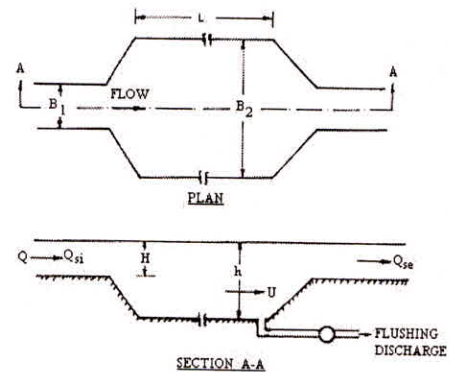 L
A A
B1 FLOW B2
PLAN
Q Qsi H h Qse
U
FLUSHING
DISCHARGE
SECTION A-A